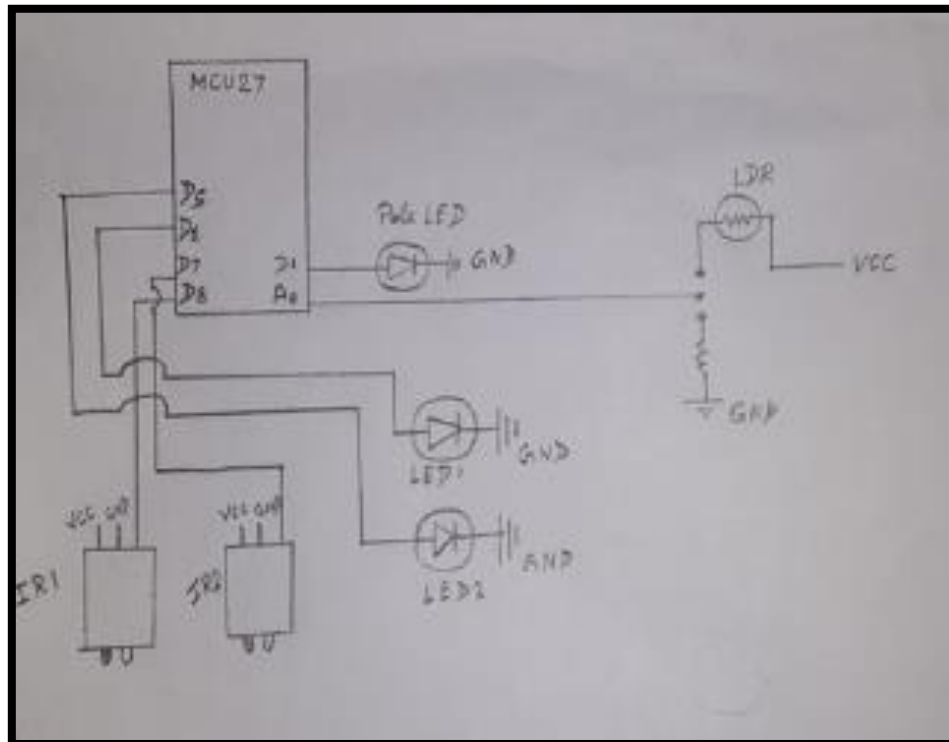 MCU27
D5
D6
D7
D8
D1
A0
Pole LED
GND
LDR
VCC
GND
LED1
GND
LED2
GND
VCC GND
IR1
VCC GND
IR2